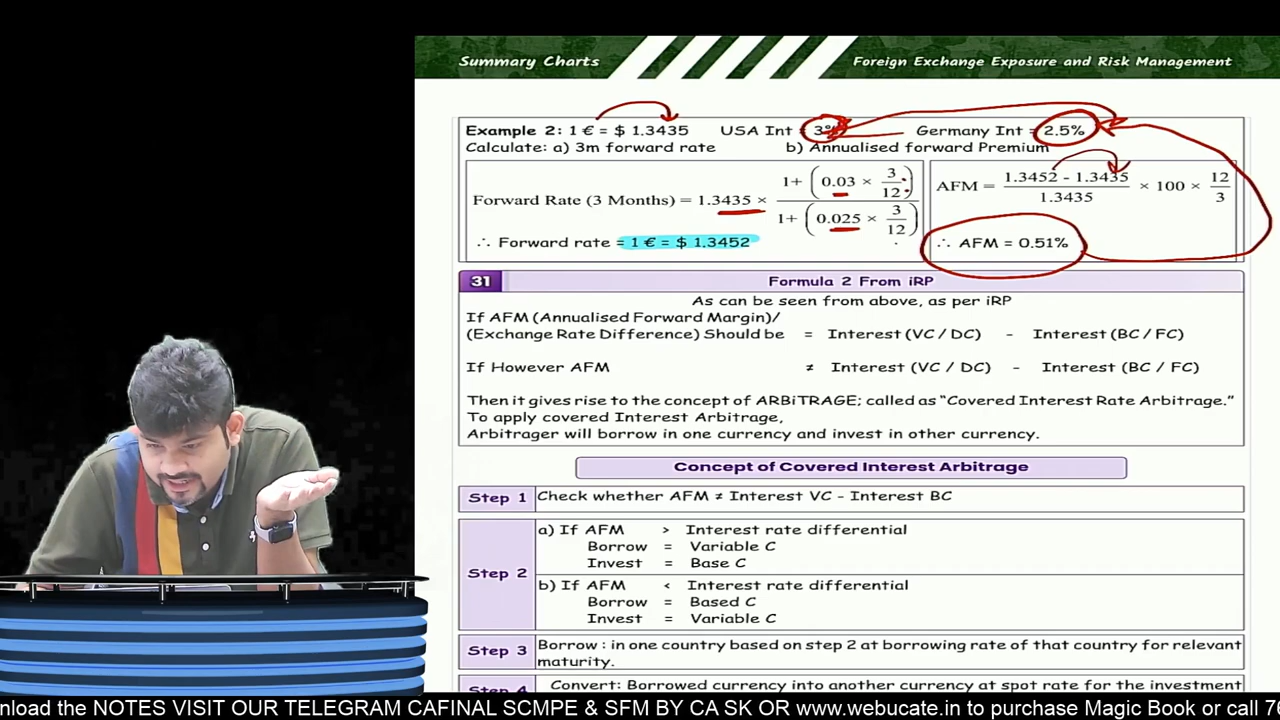 Summary Charts
Foreign Exchange Exposure and Risk Management
Example 2: 1 € = $ 1.3435 USA Int = 3% Germany Int = 2.5%
Calculate: a) 3m forward rate b) Annualised forward Premium
Forward Rate (3 Months) = 1.3435 × 1+ (0.03 × 3/12) / 1+ (0.025 × 3/12)
∴ Forward rate = 1 € = $ 1.3452
AFM = 1.3452 - 1.3435 / 1.3435 × 100 × 12/3
∴ AFM = 0.51%
31 Formula 2 From iRP
As can be seen from above, as per iRP
If AFM (Annualised Forward Margin)/
(Exchange Rate Difference) Should be = Interest (VC / DC) - Interest (BC / FC)
If However AFM ≠ Interest (VC / DC) - Interest (BC / FC)
Then it gives rise to the concept of ARBiTRAGE; called as “Covered Interest Rate Arbitrage.”
To apply covered Interest Arbitrage,
Arbitrager will borrow in one currency and invest in other currency.
Concept of Covered Interest Arbitrage
Step 1 Check whether AFM ≠ Interest VC - Interest BC
Step 2
a) If AFM > Interest rate differential
Borrow = Variable C
Invest = Base C
b) If AFM < Interest rate differential
Borrow = Based C
Invest = Variable C
Step 3 Borrow : in one country based on step 2 at borrowing rate of that country for relevant
maturity.
Step 4 Convert: Borrowed currency into another currency at spot rate for the investment
nload the NOTES VISIT OUR TELEGRAM CAFINAL SCMPE & SFM BY CA SK OR www.webucate.in to purchase Magic Book or call 78